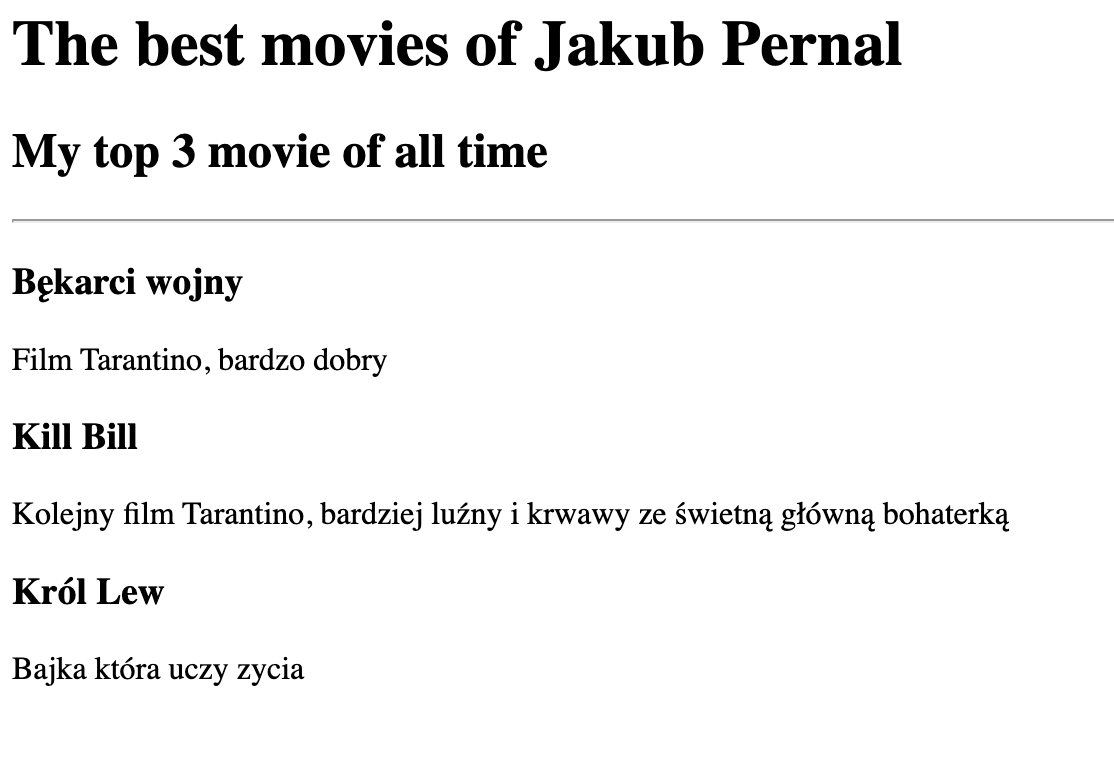 The best movies of Jakub Pernal
My top 3 movie of all time
Bękarci wojny
Film Tarantino, bardzo dobry
Kill Bill
Kolejny film Tarantino, bardziej luźny i krwawy ze świetną główną bohaterką
Król Lew
Bajka która uczy zycia